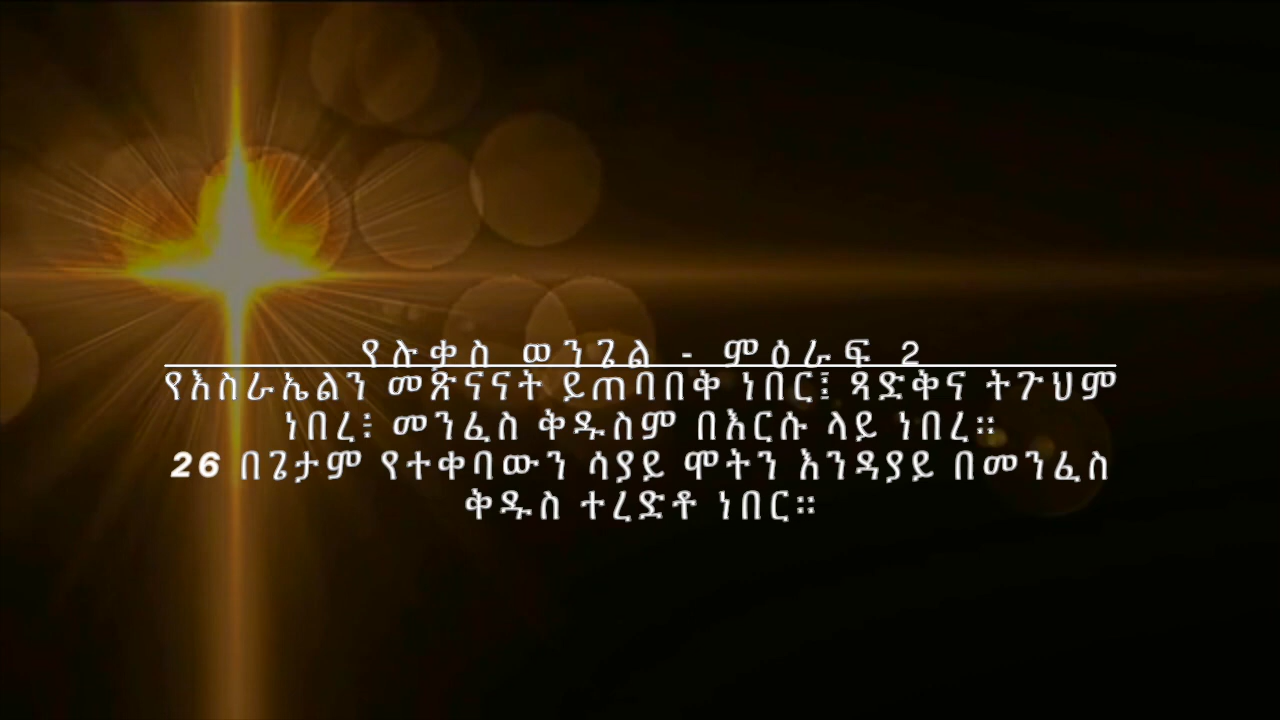 የሉቃስ ወንጌል - ምዕራፍ 2
የእስራኤልን መጽናናት ይጠባበቅ ነበር፤ ጻድቅና ትጉህም
ነበረ፥ መንፈስ ቅዱስም በእርሱ ላይ ነበረ።
26 በጌታም የተቀባውን ሳያይ ሞትን እንዳያይ በመንፈስ
ቅዱስ ተረድቶ ነበር።